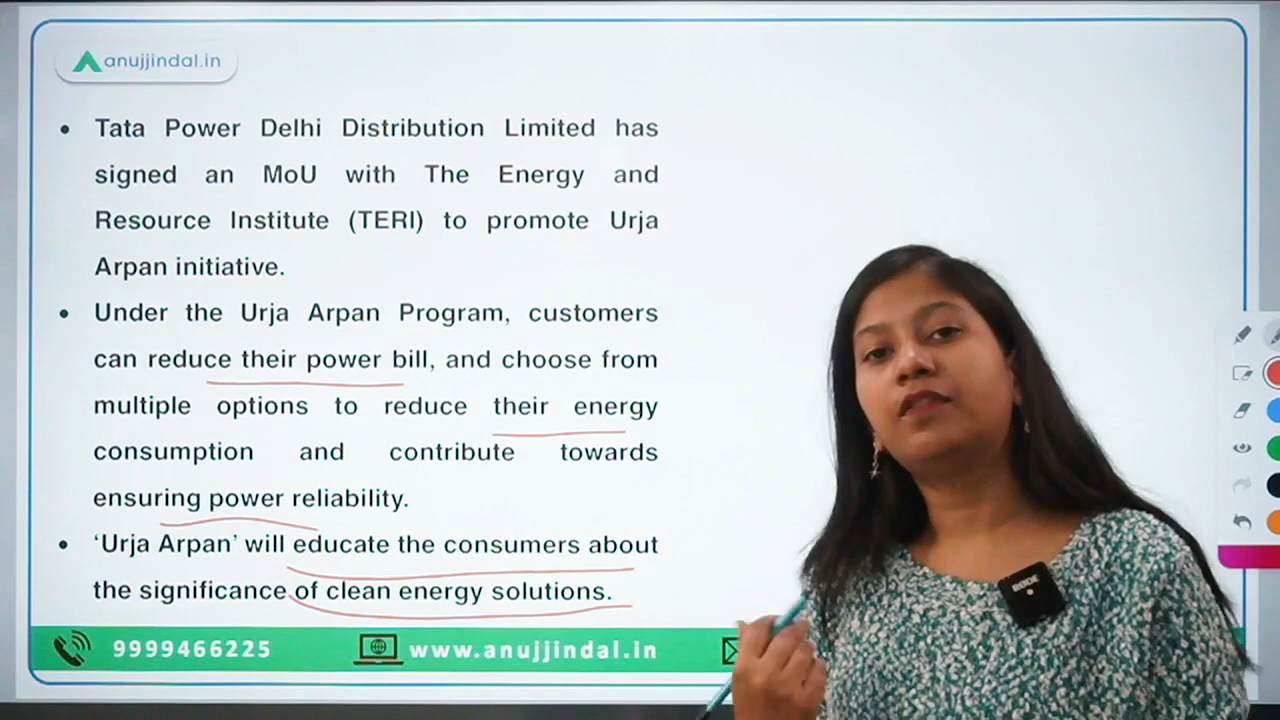 anujjindal.in
Tata Power Delhi Distribution Limited has
signed an MoU with The Energy and
Resource Institute (TERI) to promote Urja
Arpan initiative.
Under the Urja Arpan Program, customers
can reduce their power bill, and choose from
multiple options to reduce their energy
consumption and contribute towards
ensuring power reliability.
‘Urja Arpan’ will educate the consumers about
the significance of clean energy solutions.
9999466225 www.anujjindal.in
RODE